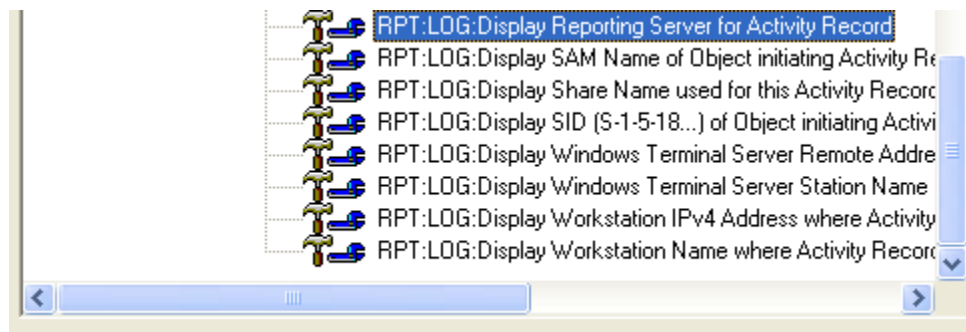 RPT:LOG:Display Reporting Server for Activity Record
RPT:LOG:Display SAM Name of Object initiating Activity Re
RPT:LOG:Display Share Name used for this Activity Record
RPT:LOG:Display SID (S-1-5-18...) of Object initiating Activi
RPT:LOG:Display Windows Terminal Server Remote Addre
RPT:LOG:Display Windows Terminal Server Station Name
RPT:LOG:Display Workstation IPv4 Address where Activity
RPT:LOG:Display Workstation Name where Activity Record